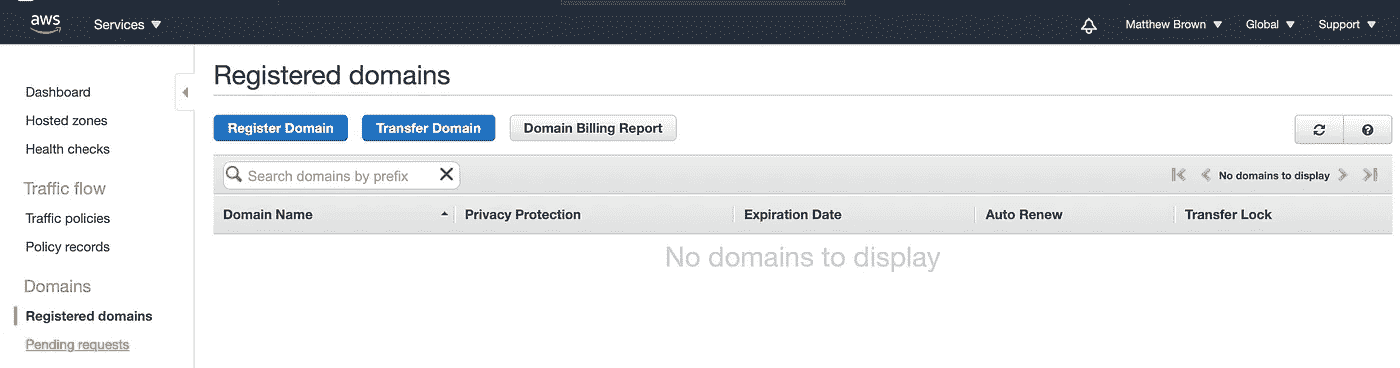 aws Services Matthew Brown Global Support
Dashboard
Hosted zones
Health checks
Traffic flow
Traffic policies
Policy records
Domains
Registered domains
Pending requests
Registered domains
Register Domain Transfer Domain Domain Billing Report
Search domains by prefix No domains to display
Domain Name Privacy Protection Expiration Date Auto Renew Transfer Lock
No domains to display